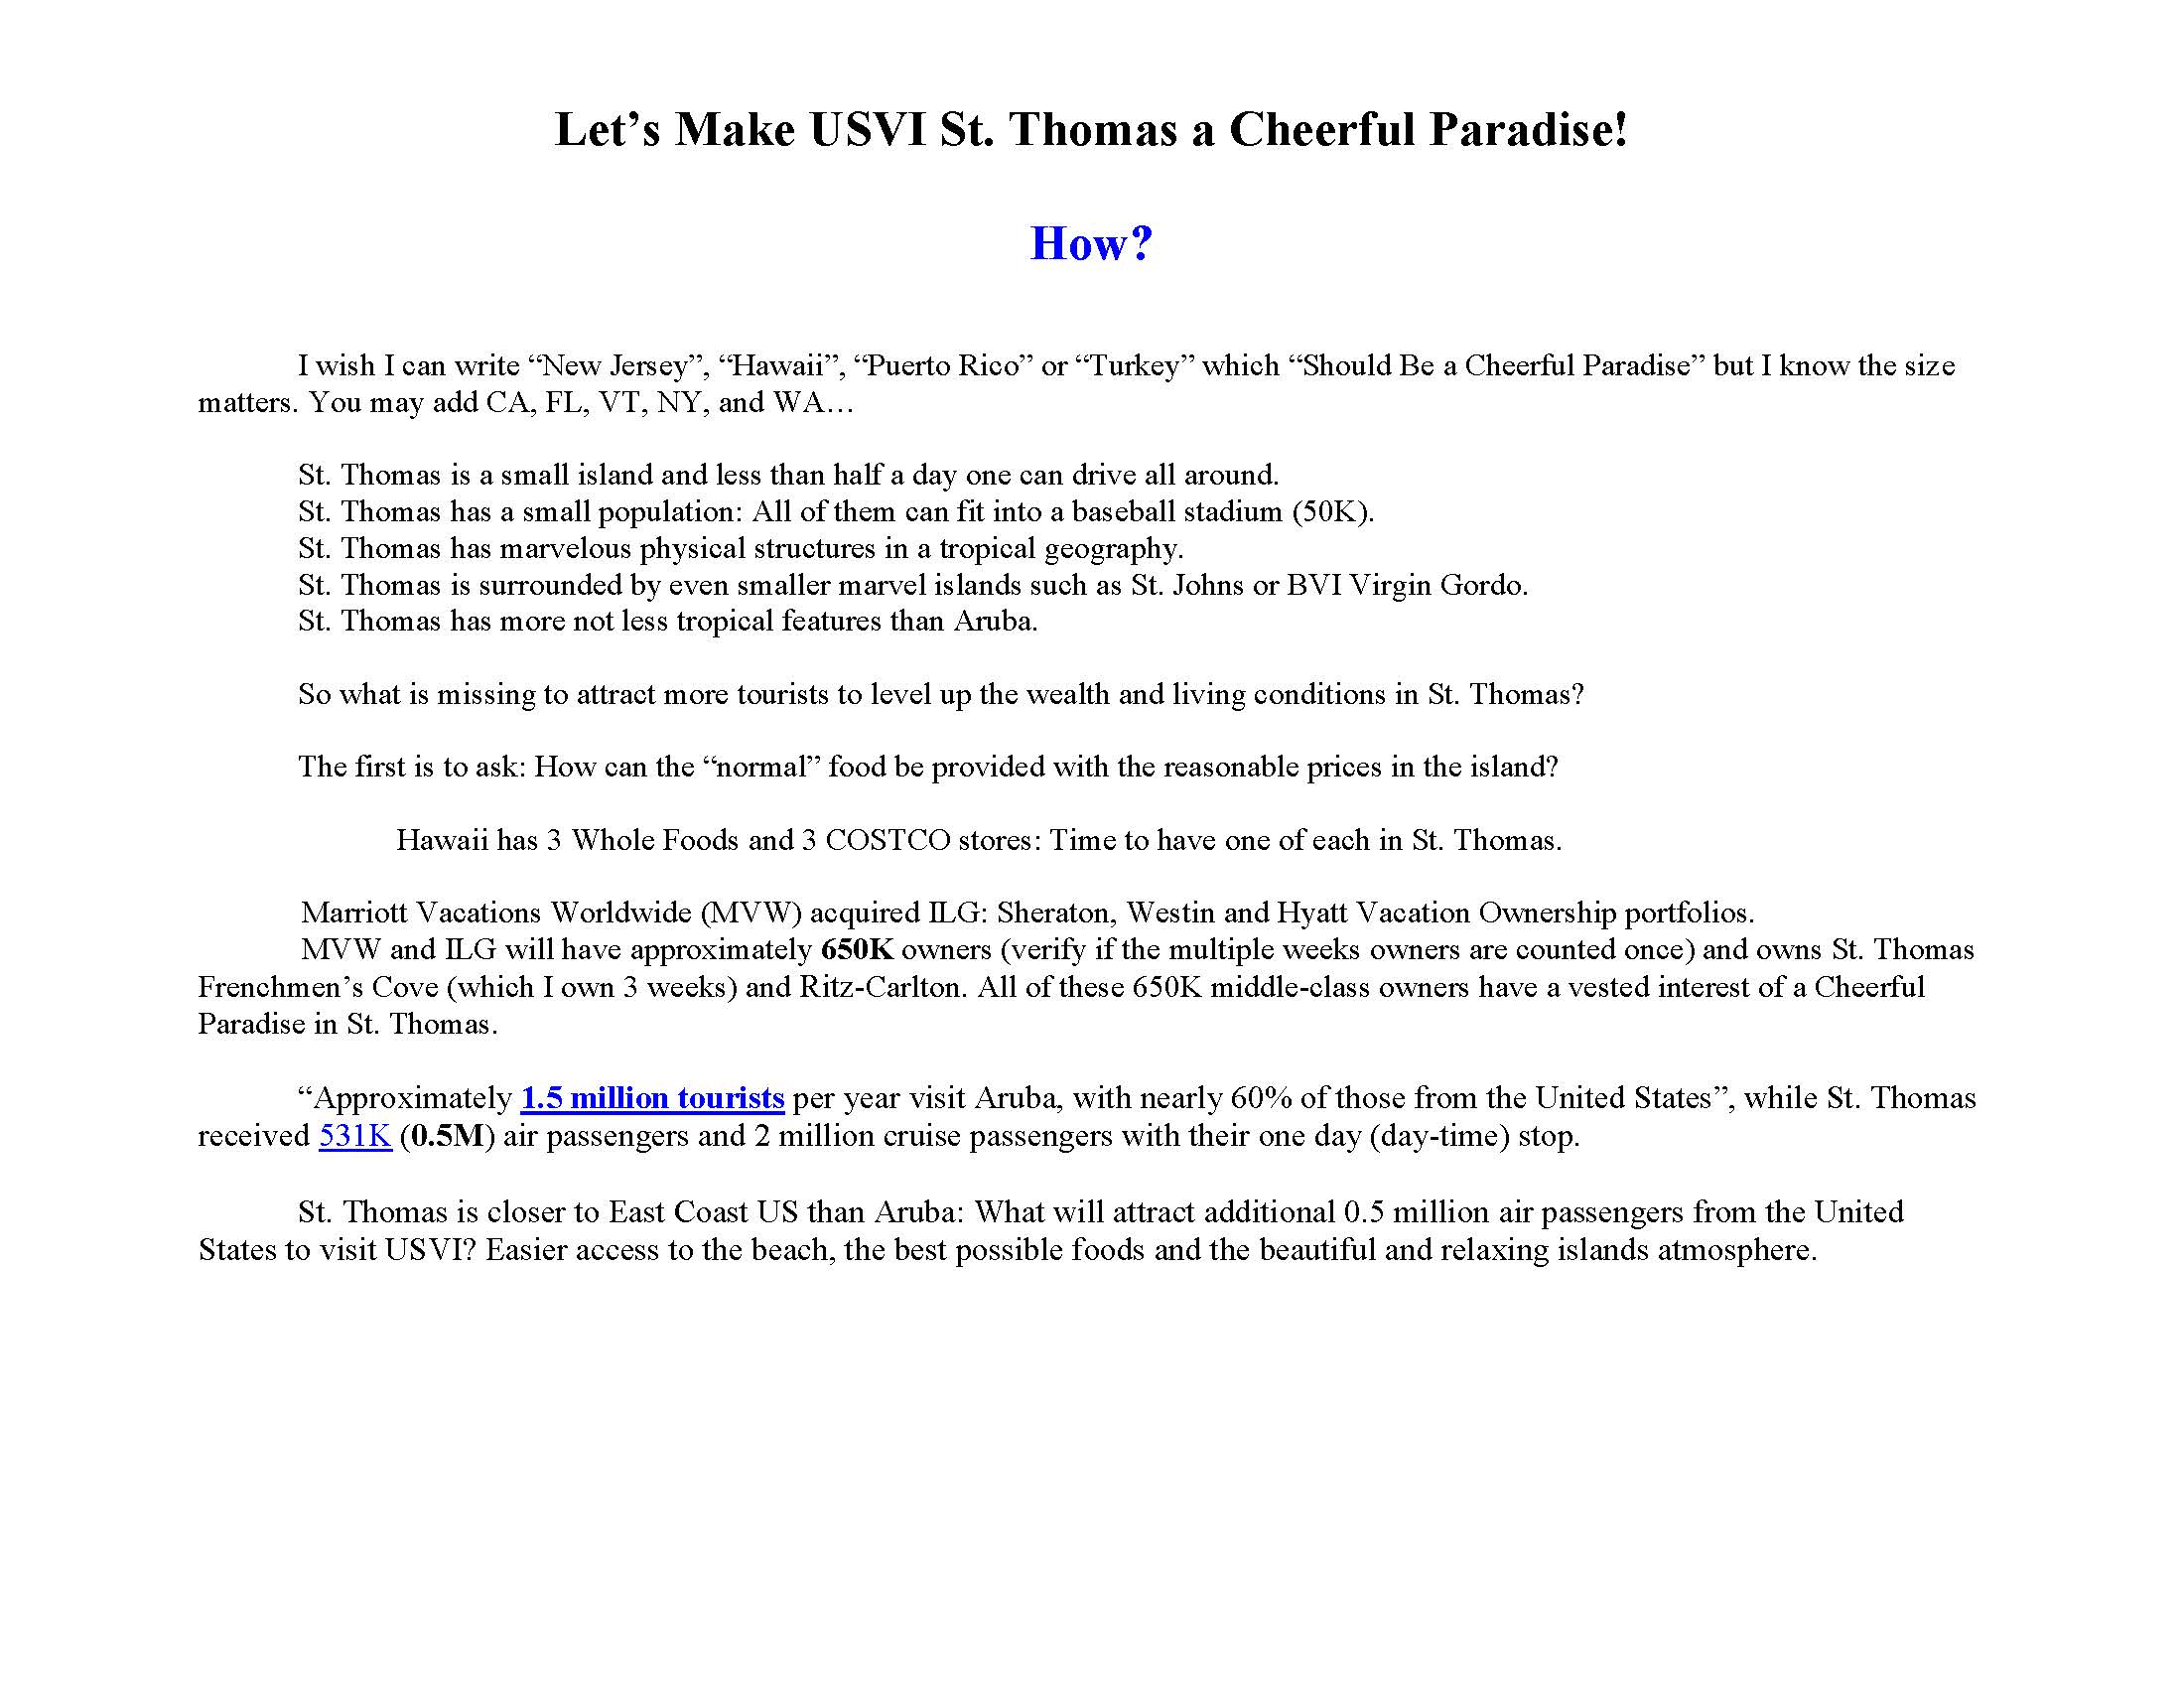 Let’s Make USVI St. Thomas a Cheerful Paradise!
How?
I wish I can write “New Jersey”, “Hawaii”, “Puerto Rico” or “Turkey” which “Should Be a Cheerful Paradise” but I know the size
matters. You may add CA, FL, VT, NY, and WA…
St. Thomas is a small island and less than half a day one can drive all around.
St. Thomas has a small population: All of them can fit into a baseball stadium (50K).
St. Thomas has marvelous physical structures in a tropical geography.
St. Thomas is surrounded by even smaller marvel islands such as St. Johns or BVI Virgin Gordo.
St. Thomas has more not less tropical features than Aruba.
So what is missing to attract more tourists to level up the wealth and living conditions in St. Thomas?
The first is to ask: How can the “normal” food be provided with the reasonable prices in the island?
Hawaii has 3 Whole Foods and 3 COSTCO stores: Time to have one of each in St. Thomas.
Marriott Vacations Worldwide (MVW) acquired ILG: Sheraton, Westin and Hyatt Vacation Ownership portfolios.
MVW and ILG will have approximately 650K owners (verify if the multiple weeks owners are counted once) and owns St. Thomas
Frenchmen’s Cove (which I own 3 weeks) and Ritz-Carlton. All of these 650K middle-class owners have a vested interest of a Cheerful
Paradise in St. Thomas.
“Approximately 1.5 million tourists per year visit Aruba, with nearly 60% of those from the United States”, while St. Thomas
received 531K (0.5M) air passengers and 2 million cruise passengers with their one day (day-time) stop.
St. Thomas is closer to East Coast US than Aruba: What will attract additional 0.5 million air passengers from the United
States to visit USVI? Easier access to the beach, the best possible foods and the beautiful and relaxing islands atmosphere.